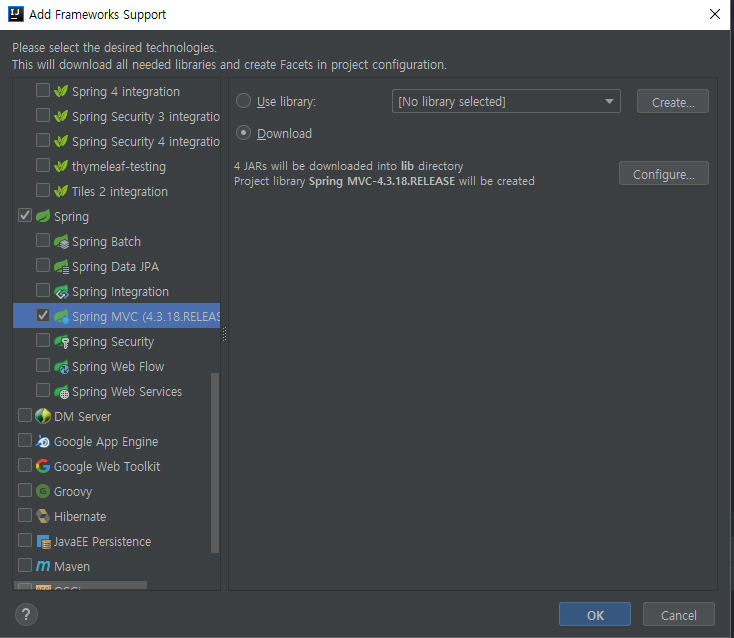 Add Frameworks Support
Please select the desired technologies.
This will download all needed libraries and create Facets in project configuration.
Spring 4 integration
Spring Security 3 integratio
Spring Security 4 integratio
thymeleaf-testing
Tiles 2 integration
Spring
Spring Batch
Spring Data JPA
Spring Integration
Spring MVC (4.3.18.RELEAS
Spring Security
Spring Web Flow
Spring Web Services
DM Server
Google App Engine
Google Web Toolkit
Groovy
Hibernate
JavaEE Persistence
Maven
Use library:
[No library selected]
Create...
Download
4 JARs will be downloaded into lib directory
Project library Spring MVC-4.3.18.RELEASE will be created
Configure...
?
OK
Cancel